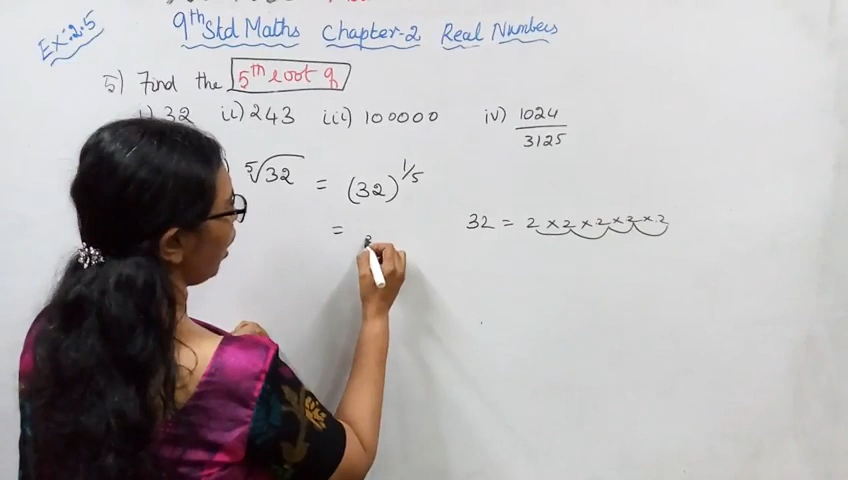 Ex:2.5
9th Std Maths Chapter-2 Real Numbers
5) Find the 5th root of
i) 32 ii) 243 iii) 100000 iv) 1024/3125
⁵√32 = (32)^1/5
32 = 2 × 2 × 2 × 2 × 2
= 2